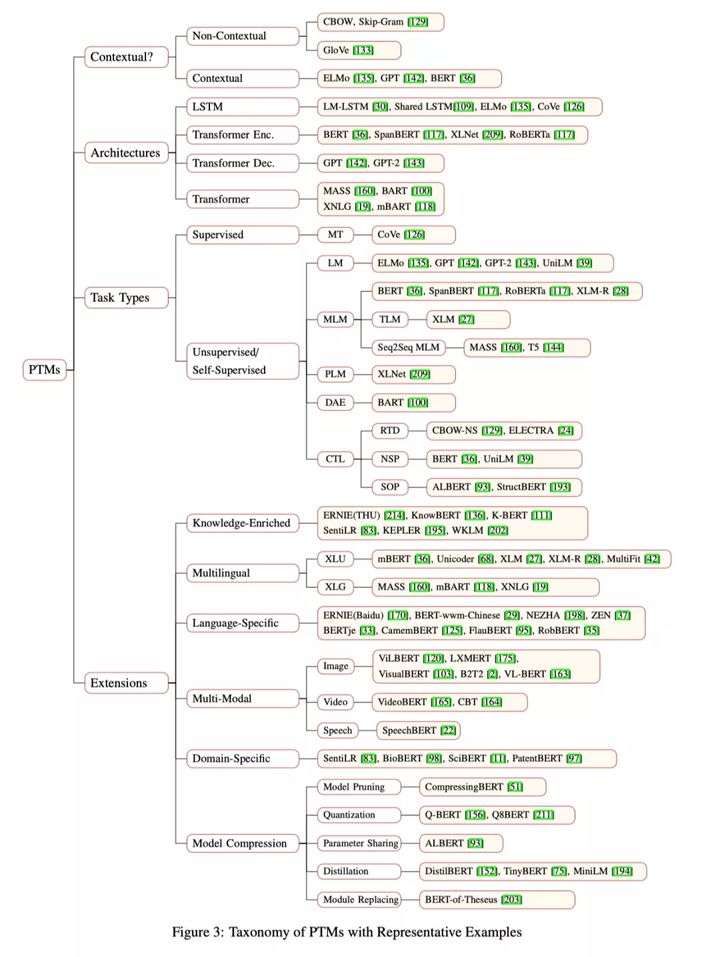 PTMs
Contextual?
Non-Contextual
CBOW, Skip-Gram [129]
GloVe [133]
Contextual
ELMo [135], GPT [142], BERT [36]
Architectures
LSTM
LM-LSTM [30], Shared LSTM[109], ELMo [135], CoVe [126]
Transformer Enc.
BERT [36], SpanBERT [117], XLNet [209], RoBERTa [117]
Transformer Dec.
GPT [142], GPT-2 [143]
Transformer
MASS [160], BART [100]
XNLG [19], mBART [118]
Task Types
Supervised
MT
CoVe [126]
Unsupervised/
Self-Supervised
LM
ELMo [135], GPT [142], GPT-2 [143], UniLM [39]
MLM
BERT [36], SpanBERT [117], RoBERTa [117], XLM-R [28]
TLM
XLM [27]
Seq2Seq MLM
MASS [160], T5 [144]
PLM
XLNet [209]
DAE
BART [100]
CTL
RTD
CBOW-NS [129], ELECTRA [24]
NSP
BERT [36], UniLM [39]
SOP
ALBERT [93], StructBERT [193]
Extensions
Knowledge-Enriched
ERNIE(THU) [214], KnowBERT [136], K-BERT [111]
SentiLR [83], KEPLER [195], WKLM [202]
Multilingual
XLU
mBERT [36], Unicoder [68], XLM [27], XLM-R [28], MultiFit [42]
XLG
MASS [160], mBART [118], XNLG [19]
Language-Specific
ERNIE(Baidu) [170], BERT-wwm-Chinese [29], NEZHA [198], ZEN [37]
BERTje [33], CamemBERT [125], FlauBERT [95], RobBERT [35]
Multi-Modal
Image
ViLBERT [120], LXMERT [175],
VisualBERT [103], B2T2 [2], VL-BERT [163]
Video
VideoBERT [165], CBT [164]
Speech
SpeechBERT [22]
Domain-Specific
SentiLR [83], BioBERT [98], SciBERT [11], PatentBERT [97]
Model Compression
Model Pruning
CompressingBERT [51]
Quantization
Q-BERT [156], Q8BERT [211]
Parameter Sharing
ALBERT [93]
Distillation
DistilBERT [152], TinyBERT [75], MiniLM [194]
Module Replacing
BERT-of-Theseus [203]
Figure 3: Taxonomy of PTMs with Representative Examples